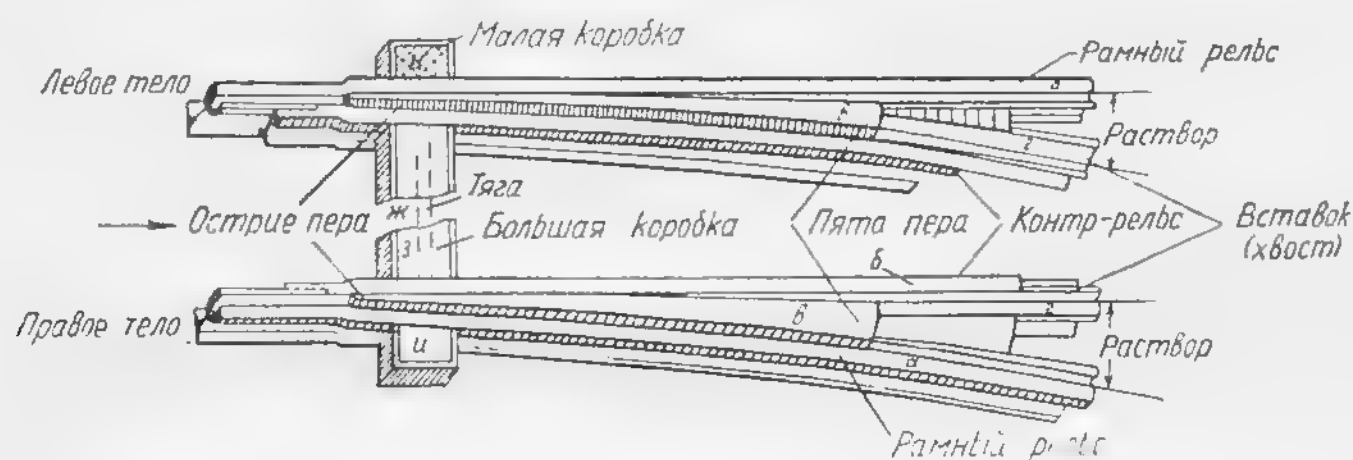 Малая коробка
Рамный рельс
Левое тело
Раствор
Тяга
ж
Острие пера
Большая коробка
Пята пера
Контр-рельс
Вставок
(хвост)
б
Правое тело
в
и
Раствор
Рамный